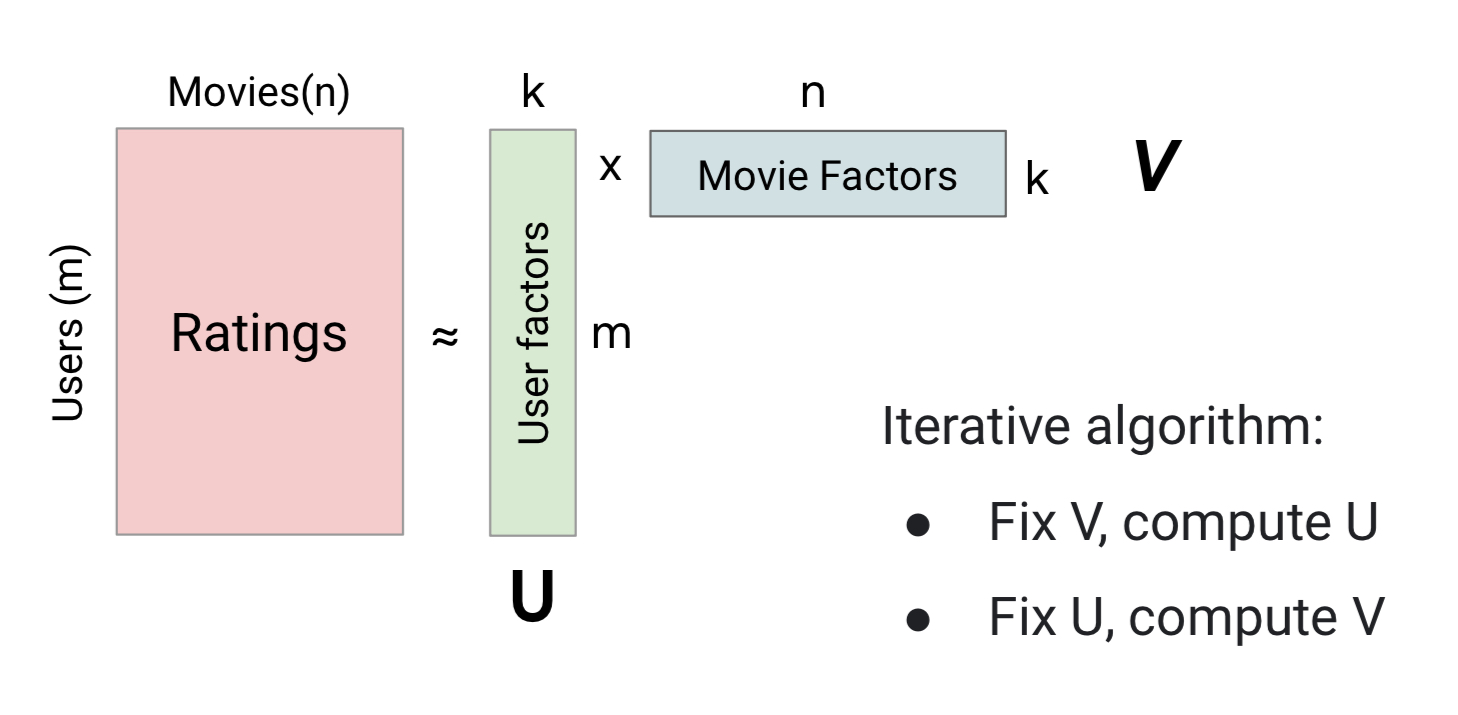 Movies(n)
k
n
x
Movie Factors
k
V
Users (m)
Ratings
≈
User factors
m
U
Iterative algorithm:
● Fix V, compute U
● Fix U, compute V